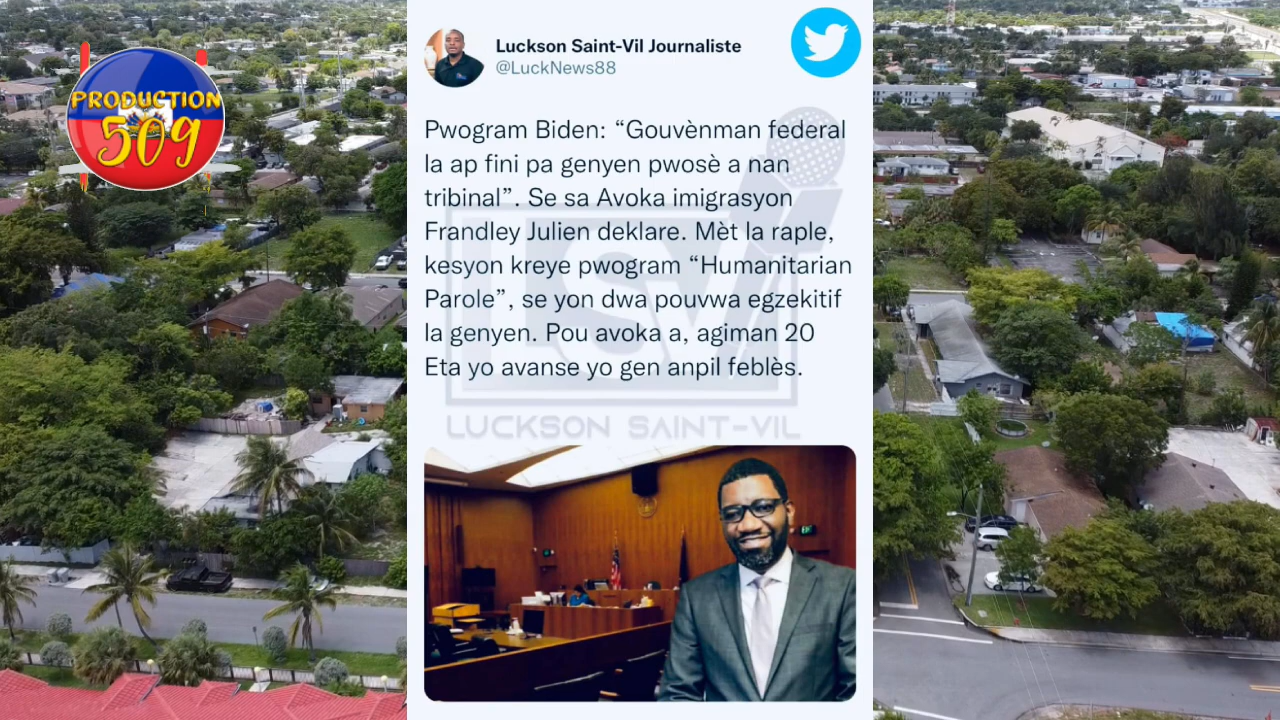 PRODUCTION
509
Luckson Saint-Vil Journaliste
@LuckNews88
Pwogram Biden: “Gouvènman federal
la ap fini pa genyen pwosè a nan
tribinal”. Se sa Avoka imigrasyon
Frandley Julien deklare. Mèt la raple,
kesyon kreye pwogram “Humanitarian
Parole”, se yon dwa pouvwa egzekitif
la genyen. Pou avoka a, agiman 20
Eta yo avanse yo gen anpil feblès.
LSV
LUCKSON SAINT-VIL